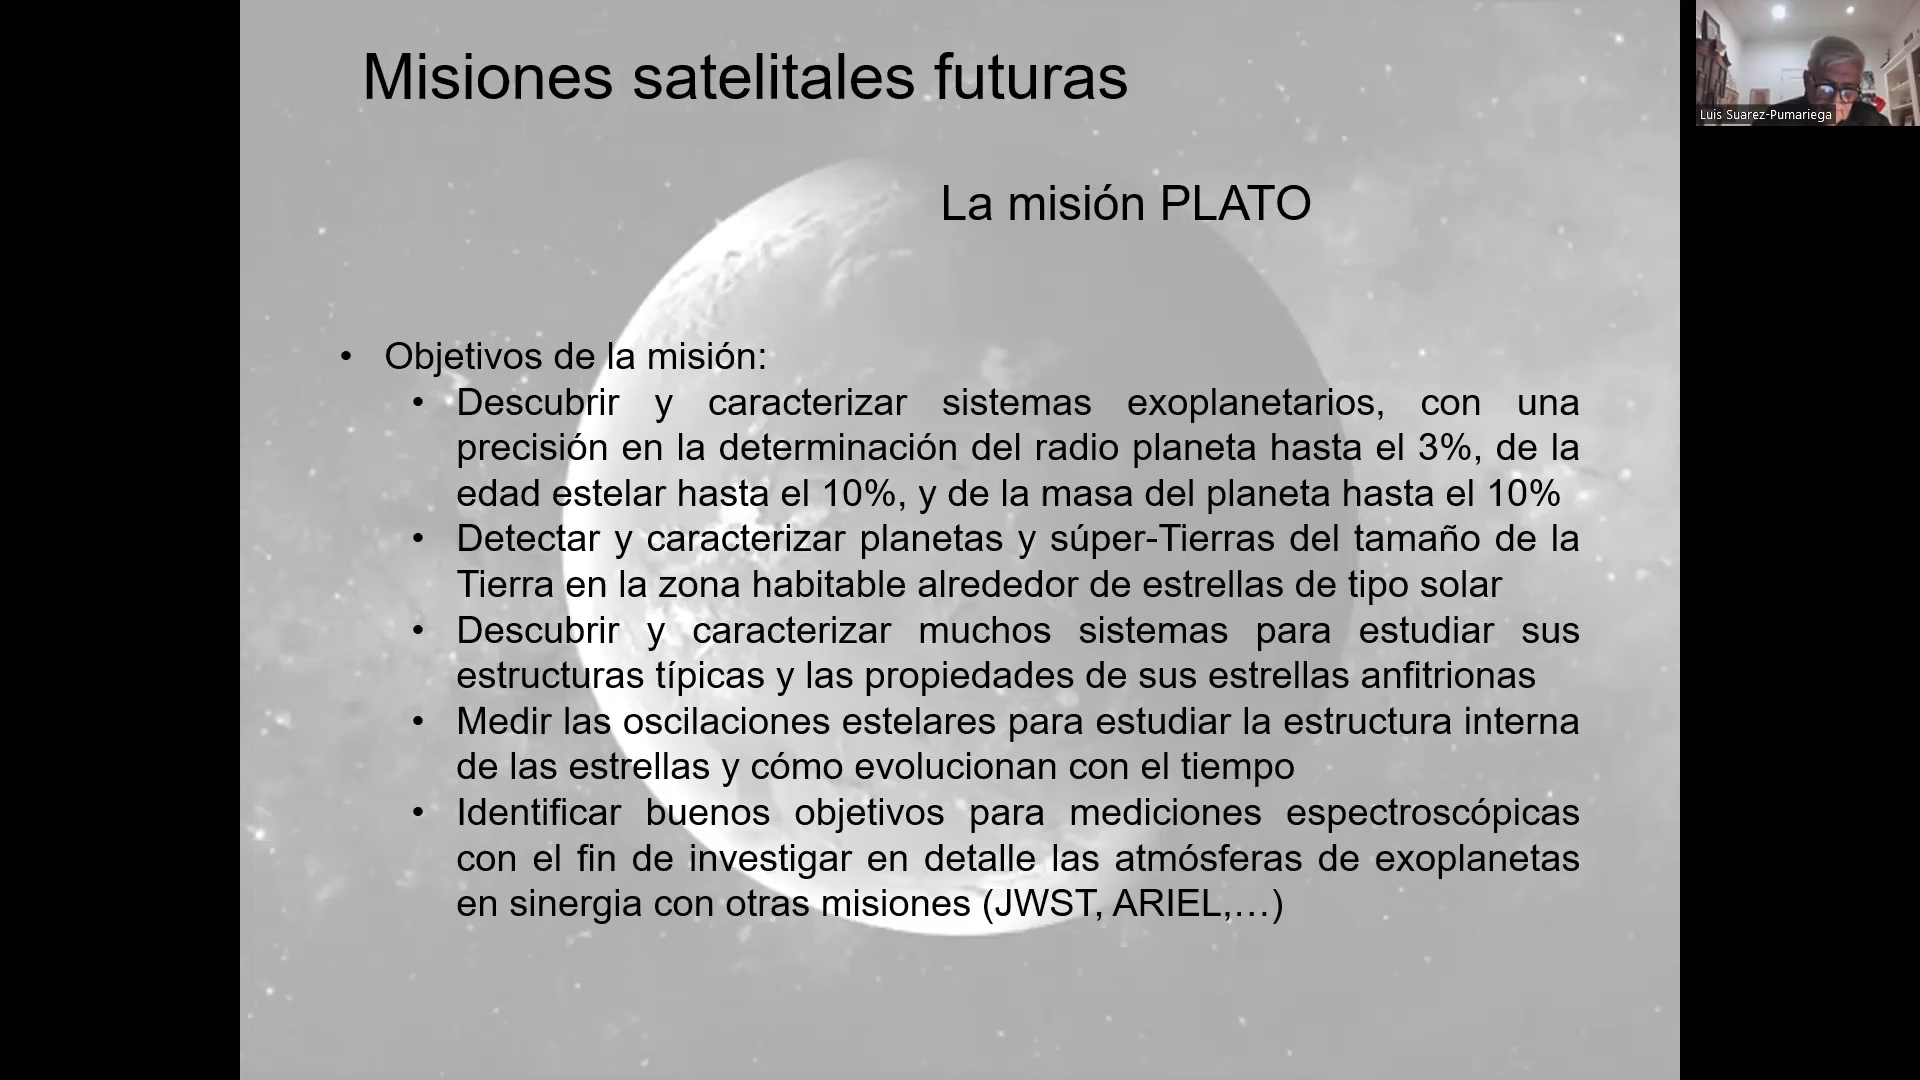 Misiones satelitales futuras
Luis Suarez-Pumariega
La misión PLATO
• Objetivos de la misión:
• Descubrir y caracterizar sistemas exoplanetarios, con una
precisión en la determinación del radio planeta hasta el 3%, de la
edad estelar hasta el 10%, y de la masa del planeta hasta el 10%
• Detectar y caracterizar planetas y súper-Tierras del tamaño de la
Tierra en la zona habitable alrededor de estrellas de tipo solar
• Descubrir y caracterizar muchos sistemas para estudiar sus
estructuras típicas y las propiedades de sus estrellas anfitrionas
• Medir las oscilaciones estelares para estudiar la estructura interna
de las estrellas y cómo evolucionan con el tiempo
• Identificar buenos objetivos para mediciones espectroscópicas
con el fin de investigar en detalle las atmósferas de exoplanetas
en sinergia con otras misiones (JWST, ARIEL,…)